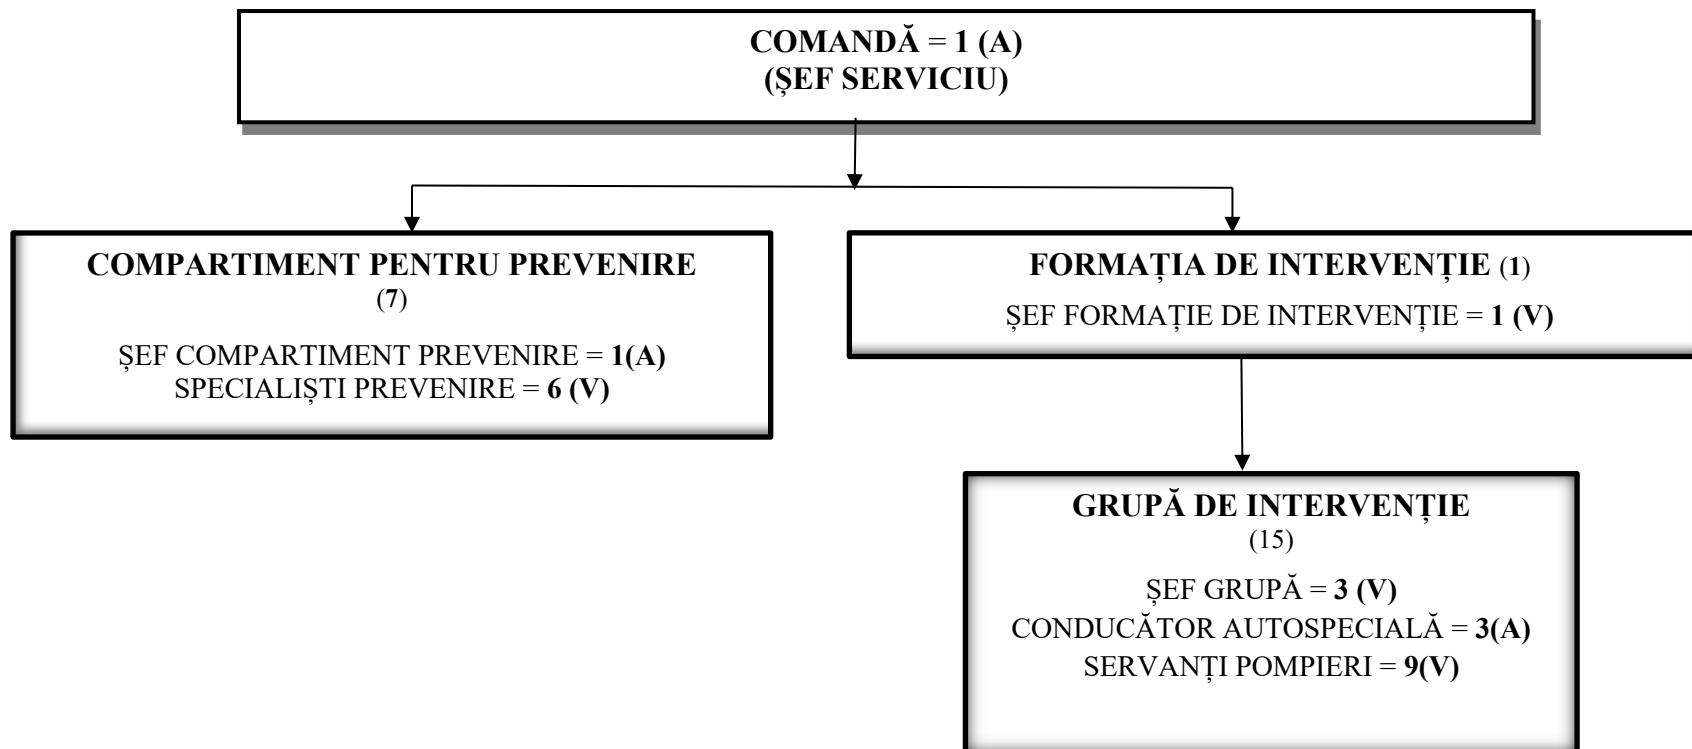 COMANDĂ = 1 (A)
(ȘEF SERVICIU)
COMPARTIMENT PENTRU PREVENIRE
(7)
ȘEF COMPARTIMENT PREVENIRE = 1(A)
SPECIALIȘTI PREVENIRE = 6 (V)
FORMAȚIA DE INTERVENȚIE (1)
ȘEF FORMAȚIE DE INTERVENȚIE = 1 (V)
GRUPĂ DE INTERVENȚIE
(15)
ȘEF GRUPĂ = 3 (V)
CONDUCĂTOR AUTOSPECIALĂ = 3(A)
SERVANȚI POMPIERI = 9(V)